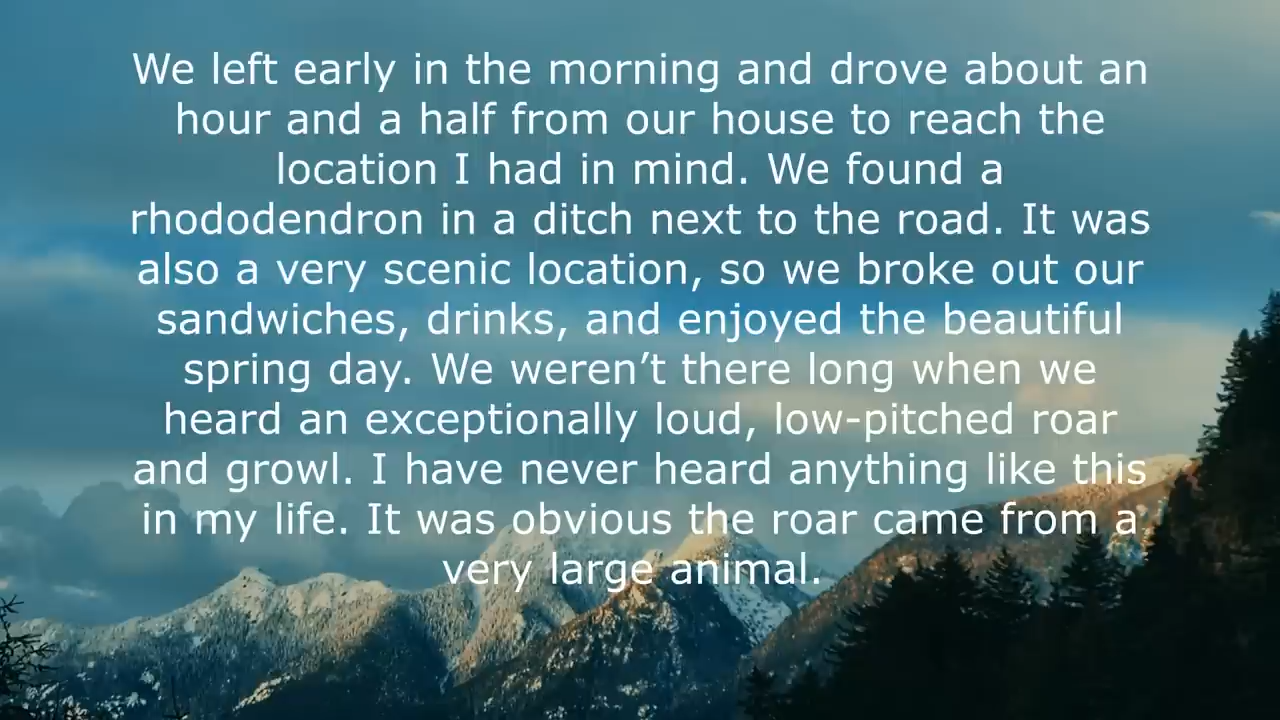 We left early in the morning and drove about an
hour and a half from our house to reach the
location I had in mind. We found a
rhododendron in a ditch next to the road. It was
also a very scenic location, so we broke out our
sandwiches, drinks, and enjoyed the beautiful
spring day. We weren’t there long when we
heard an exceptionally loud, low-pitched roar
and growl. I have never heard anything like this
in my life. It was obvious the roar came from a
very large animal.